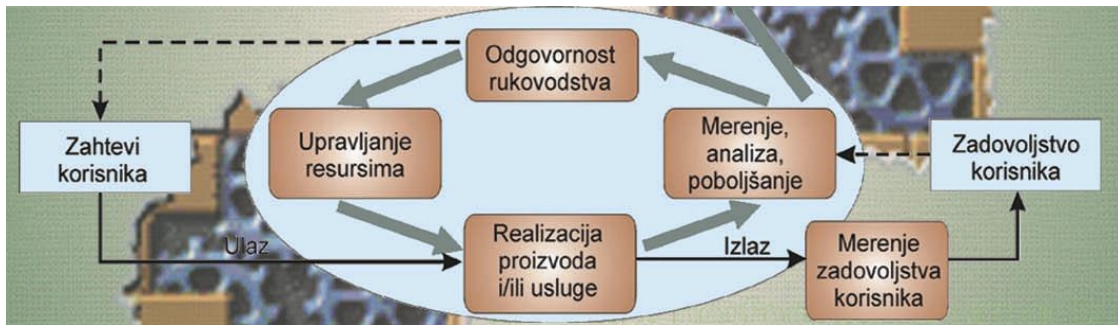 Odgovornost
rukovodstva
Zahtevi
korisnika
Upravljanje
resursima
Merenje,
analiza,
poboljšanje
Zadovoljstvo
korisnika
Ulaz
Realizacija
proizvoda
i/ili usluge
Izlaz
Merenje
zadovoljstva
korisnika